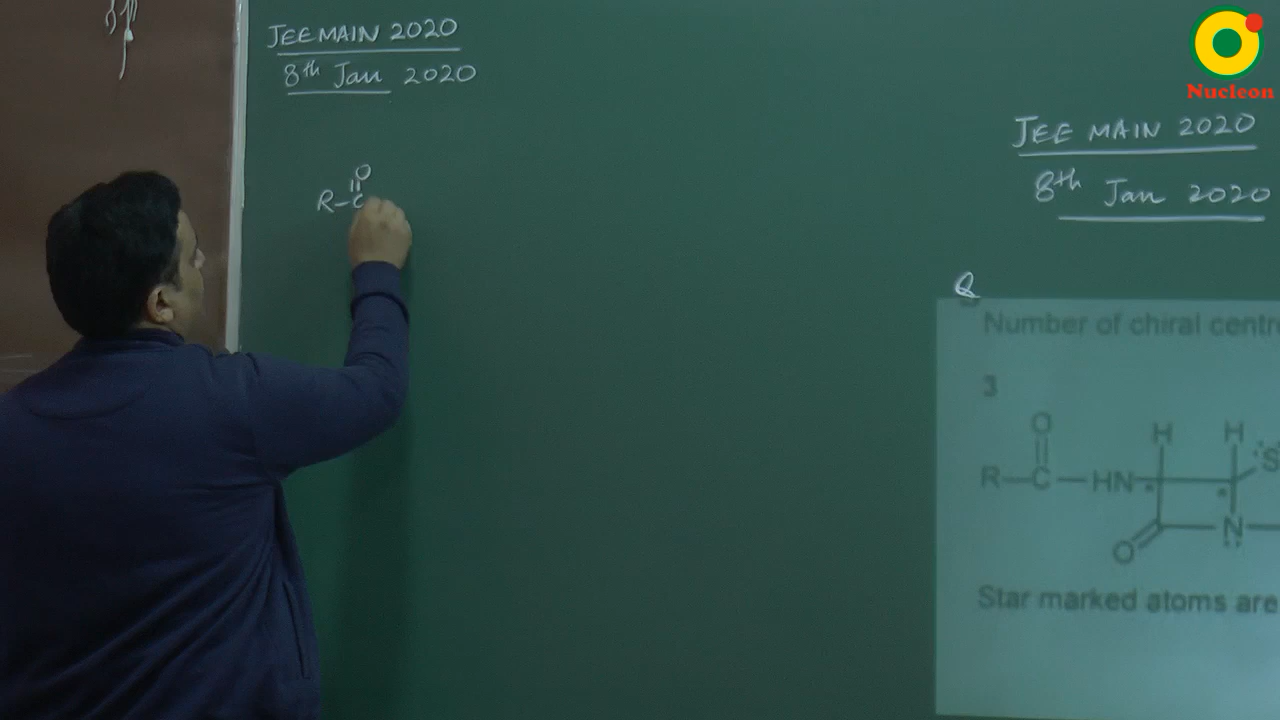 JEE MAIN 2020
8th Jan 2020
O
R-C
Nucleon
JEE MAIN 2020
8th Jan 2020
Q
Number of chiral
3
O H H
R-C-HN S
O N
Star marked atoms are